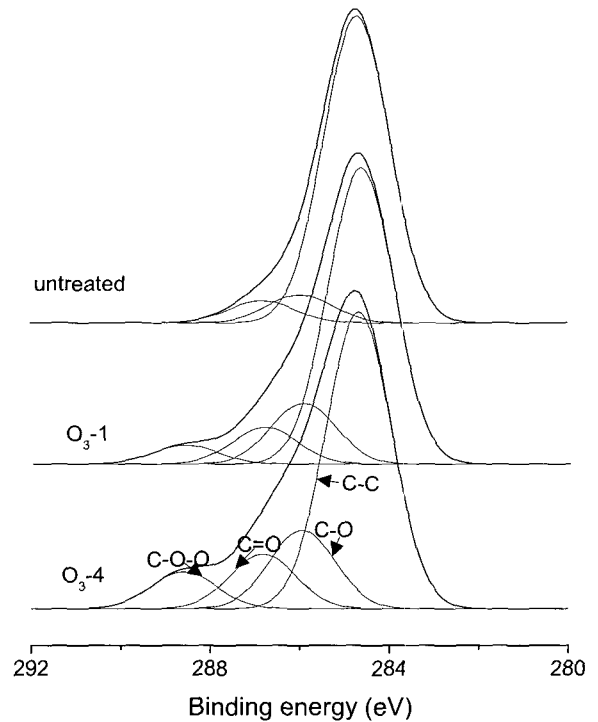 untreated
O₃-1
C-C
C-O
C=O
C-O-O
O₃-4
292 288 284 280
Binding energy (eV)